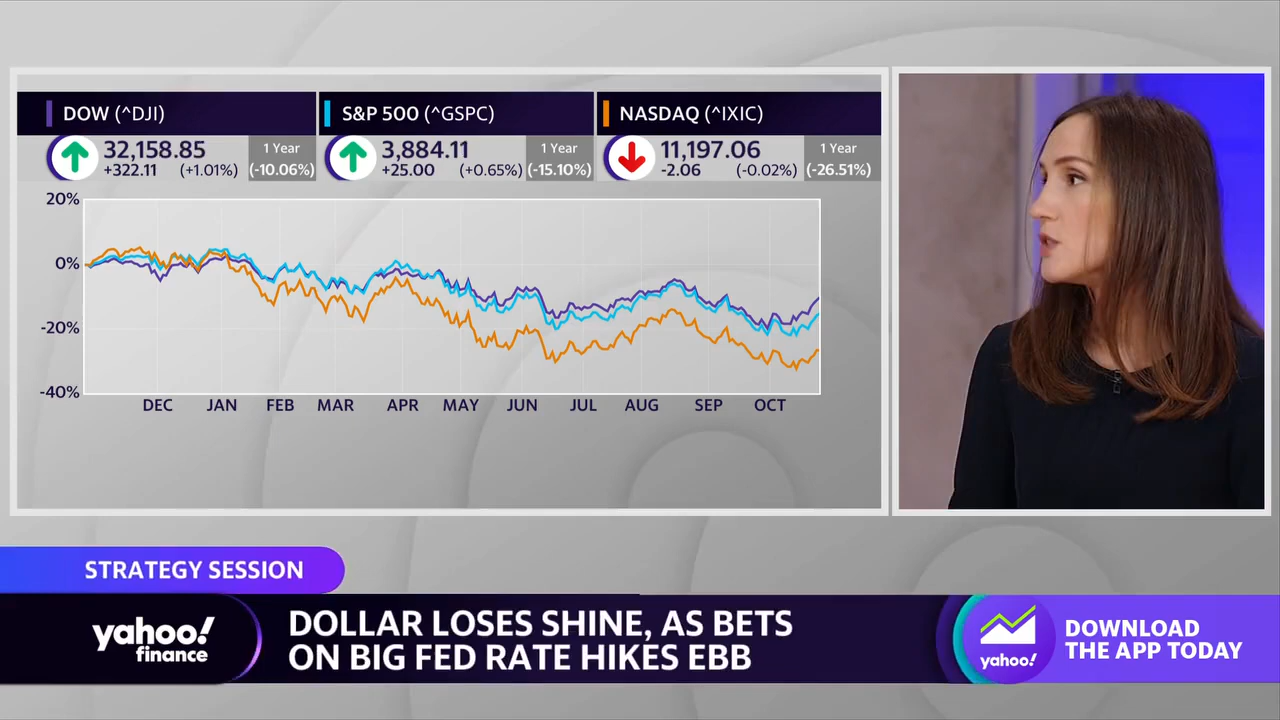 DOW (^DJI)
32,158.85
+322.11 (+1.01%)
1 Year
(-10.06%)
S&P 500 (^GSPC)
3,884.11
+25.00 (+0.65%)
1 Year
(-15.10%)
NASDAQ (^IXIC)
11,197.06
-2.06 (-0.02%)
1 Year
(-26.51%)
20%
0%
-20%
-40%
DEC JAN FEB MAR APR MAY JUN JUL AUG SEP OCT
STRATEGY SESSION
yahoo!
finance
DOLLAR LOSES SHINE, AS BETS
ON BIG FED RATE HIKES EBB
yahoo!
DOWNLOAD
THE APP TODAY